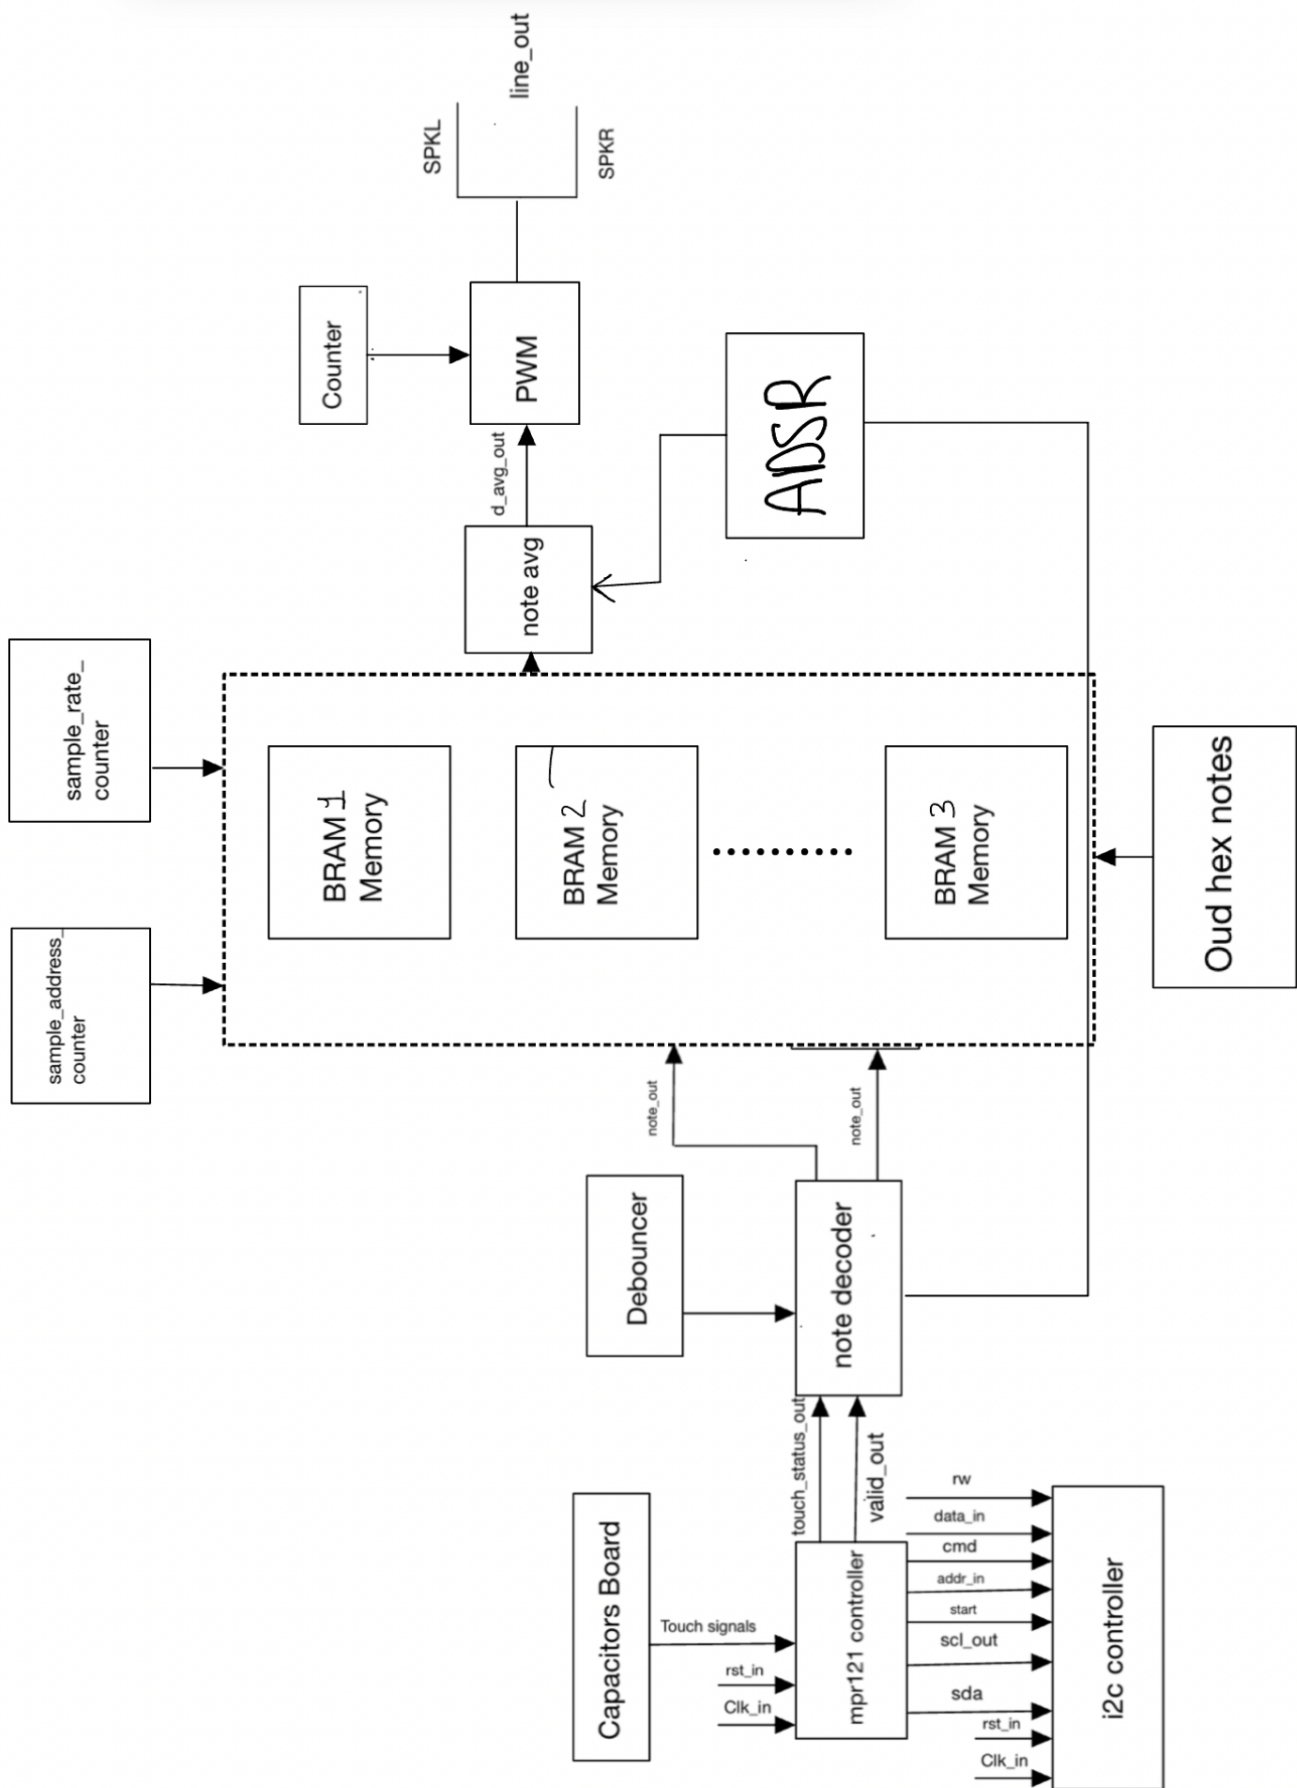 line_out
SPKL
SPKR
Counter
PWM
d_avg_out
note avg
ADSR
sample_rate_
counter
sample_address_
counter
BRAM 1
Memory
BRAM 2
Memory
BRAM 3
Memory
Oud hex notes
note_out
note_out
Debouncer
note decoder
touch_status_out
valid_out
Capacitors Board
Touch signals
rst_in
Clk_in
mpr121 controller
rw
data_in
cmd
addr_in
start
scl_out
sda
rst_in
Clk_in
i2c controller